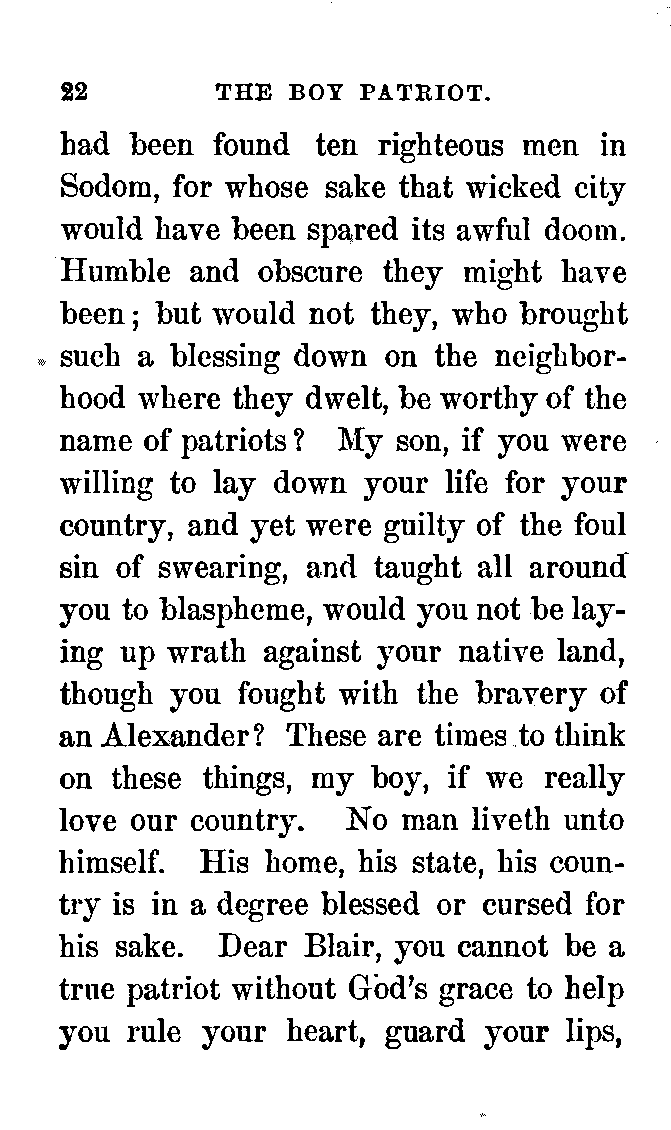 22 THE BOY PATRIOT.
had been found ten righteous men in
Sodom, for whose sake that wicked city
would have been spared its awful doom.
Humble and obscure they might have
been; but would not they, who brought
such a blessing down on the neighbor-
hood where they dwelt, be worthy of the
name of patriots? My son, if you were
willing to lay down your life for your
country, and yet were guilty of the foul
sin of swearing, and taught all around
you to blaspheme, would you not be lay-
ing up wrath against your native land,
though you fought with the bravery of
an Alexander? These are times to think
on these things, my boy, if we really
love our country. No man liveth unto
himself. His home, his state, his coun-
try is in a degree blessed or cursed for
his sake. Dear Blair, you cannot be a
true patriot without God's grace to help
you rule your heart, guard your lips,